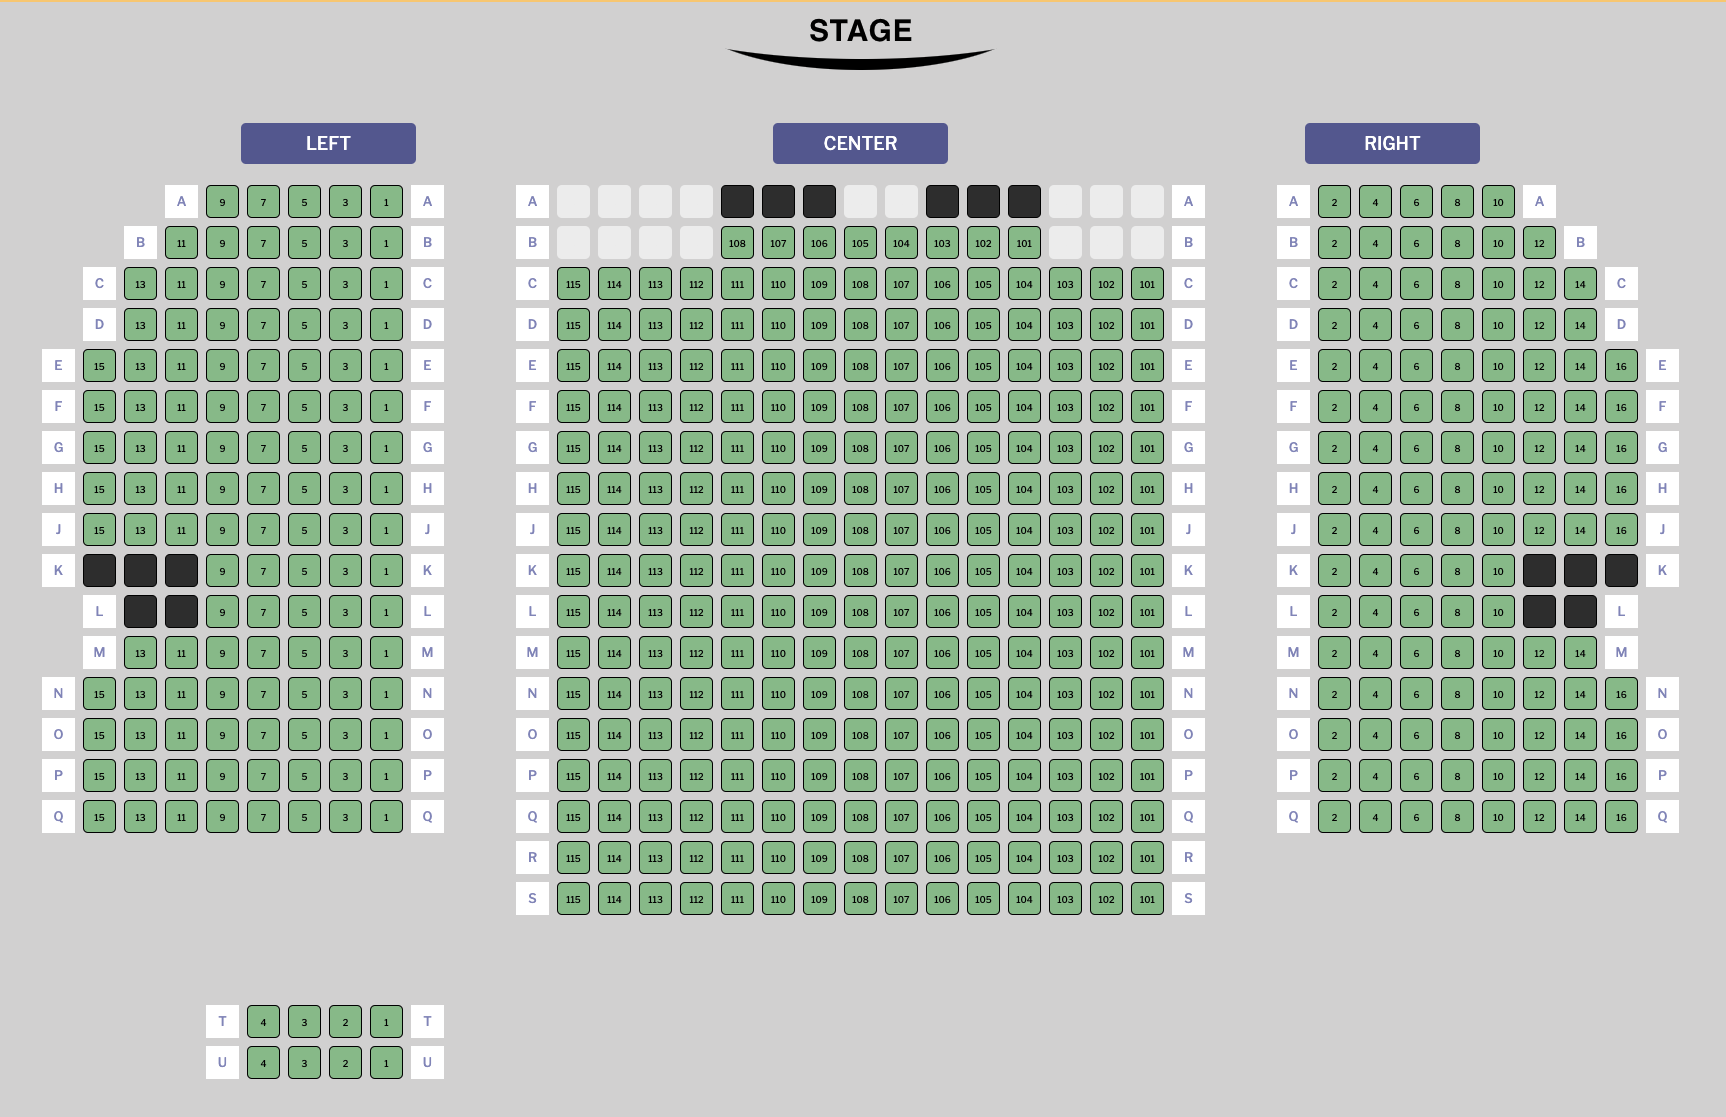 STAGE
LEFT CENTER RIGHT
A 9 7 5 3 1 A A A A 2 4 6 8 10 A
B 11 9 7 5 3 1 B B 108 107 106 105 104 103 102 101 B B 2 4 6 8 10 12 B
C 13 11 9 7 5 3 1 C C 115 114 113 112 111 110 109 108 107 106 105 104 103 102 101 C C 2 4 6 8 10 12 14 C
D 13 11 9 7 5 3 1 D D 115 114 113 112 111 110 109 108 107 106 105 104 103 102 101 D D 2 4 6 8 10 12 14 D
E 15 13 11 9 7 5 3 1 E E 115 114 113 112 111 110 109 108 107 106 105 104 103 102 101 E E 2 4 6 8 10 12 14 16 E
F 15 13 11 9 7 5 3 1 F F 115 114 113 112 111 110 109 108 107 106 105 104 103 102 101 F F 2 4 6 8 10 12 14 16 F
G 15 13 11 9 7 5 3 1 G G 115 114 113 112 111 110 109 108 107 106 105 104 103 102 101 G G 2 4 6 8 10 12 14 16 G
H 15 13 11 9 7 5 3 1 H H 115 114 113 112 111 110 109 108 107 106 105 104 103 102 101 H H 2 4 6 8 10 12 14 16 H
J 15 13 11 9 7 5 3 1 J J 115 114 113 112 111 110 109 108 107 106 105 104 103 102 101 J J 2 4 6 8 10 12 14 16 J
K 9 7 5 3 1 K K 115 114 113 112 111 110 109 108 107 106 105 104 103 102 101 K K 2 4 6 8 10 K
L 9 7 5 3 1 L L 115 114 113 112 111 110 109 108 107 106 105 104 103 102 101 L L 2 4 6 8 10 L
M 13 11 9 7 5 3 1 M M 115 114 113 112 111 110 109 108 107 106 105 104 103 102 101 M M 2 4 6 8 10 12 14 M
N 15 13 11 9 7 5 3 1 N N 115 114 113 112 111 110 109 108 107 106 105 104 103 102 101 N N 2 4 6 8 10 12 14 16 N
O 15 13 11 9 7 5 3 1 O O 115 114 113 112 111 110 109 108 107 106 105 104 103 102 101 O O 2 4 6 8 10 12 14 16 O
P 15 13 11 9 7 5 3 1 P P 115 114 113 112 111 110 109 108 107 106 105 104 103 102 101 P P 2 4 6 8 10 12 14 16 P
Q 15 13 11 9 7 5 3 1 Q Q 115 114 113 112 111 110 109 108 107 106 105 104 103 102 101 Q Q 2 4 6 8 10 12 14 16 Q
R 115 114 113 112 111 110 109 108 107 106 105 104 103 102 101 R
S 115 114 113 112 111 110 109 108 107 106 105 104 103 102 101 S
T 4 3 2 1 T
U 4 3 2 1 U